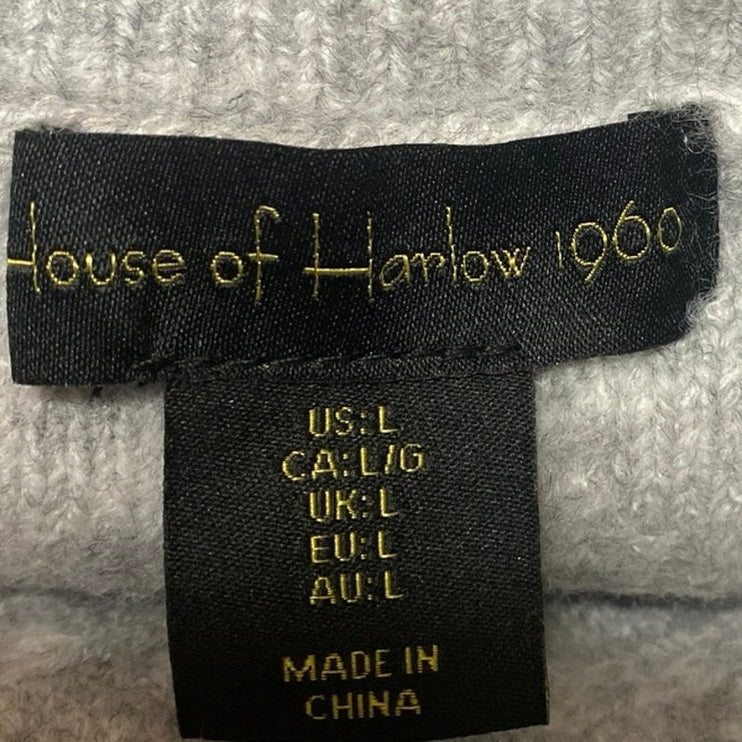 House of Harlow 1960
US: L
CA: L/G
UK: L
EU: L
AU: L
MADE IN
CHINA